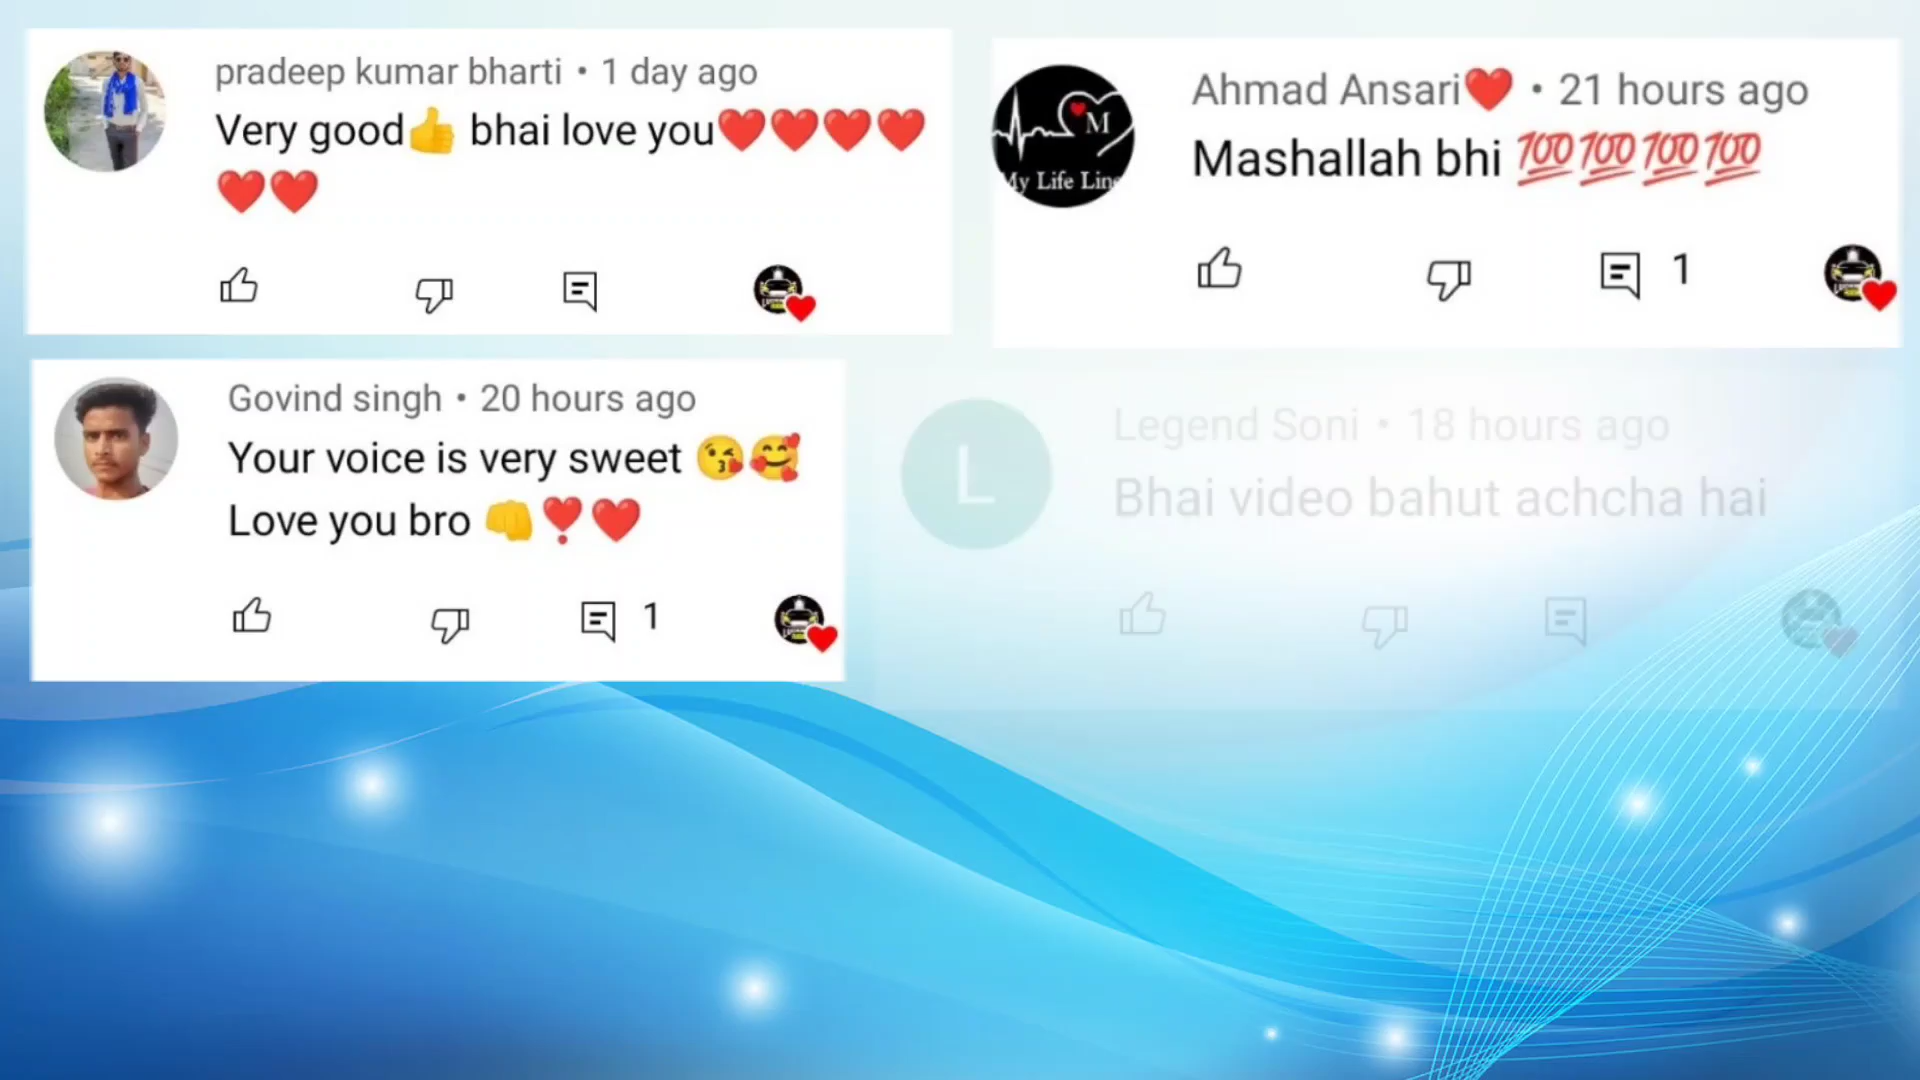 pradeep kumar bharti • 1 day ago
Very good👍 bhai love you❤️❤️❤️❤️
❤️❤️
Ahmad Ansari❤️ • 21 hours ago
Mashallah bhi 💯💯💯💯
M
My Life Line
1
Govind singh • 20 hours ago
Your voice is very sweet 😘🥰
Love you bro 👊❣️❤️
1
L
Legend Soni • 18 hours ago
Bhai video bahut achcha hai